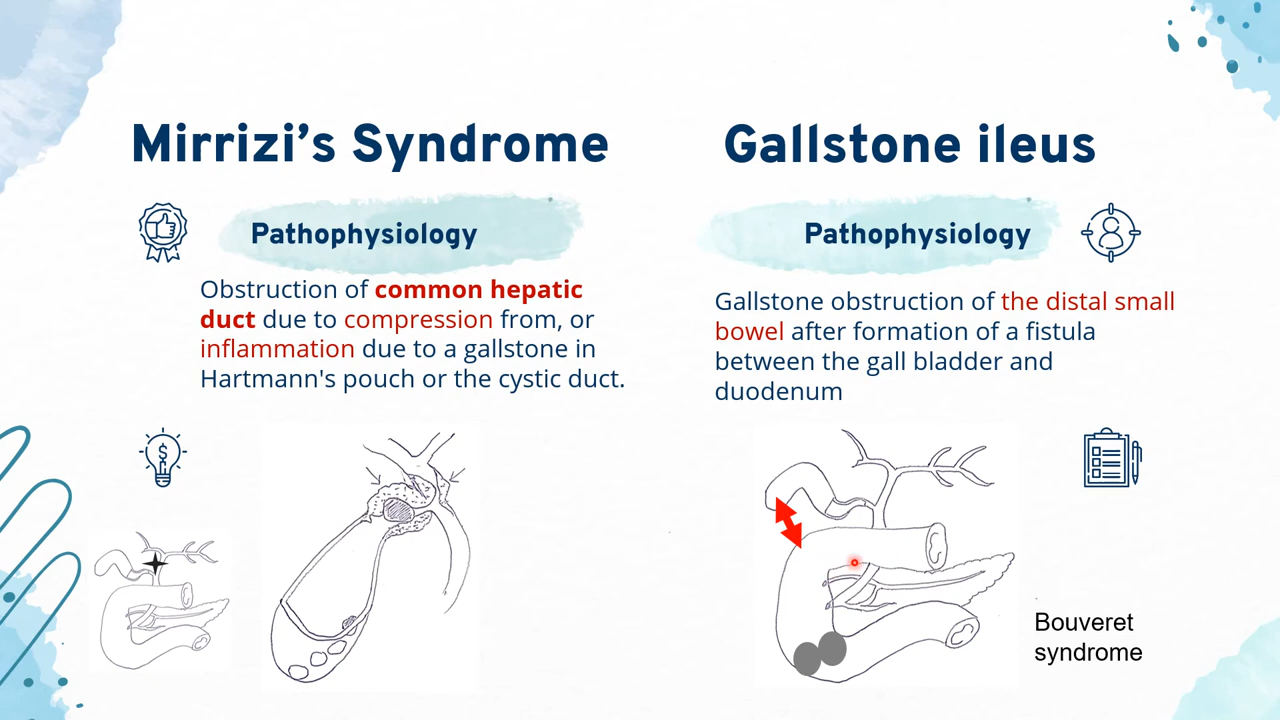 Mirrizi's Syndrome
Pathophysiology
Obstruction of common hepatic
duct due to compression from, or
inflammation due to a gallstone in
Hartmann's pouch or the cystic duct.
Gallstone ileus
Pathophysiology
Gallstone obstruction of the distal small
bowel after formation of a fistula
between the gall bladder and
duodenum
$
Bouveret
syndrome